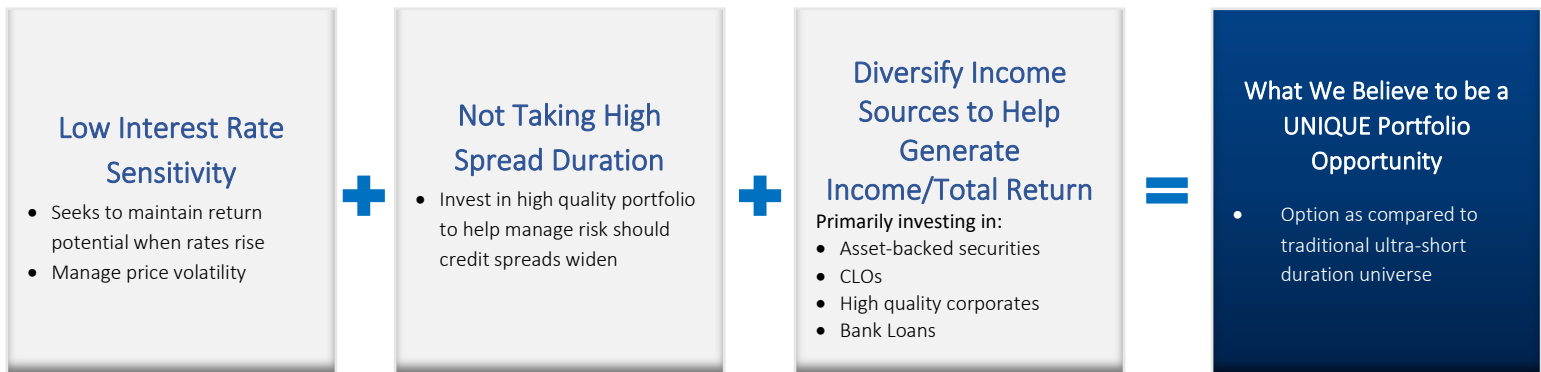 Low Interest Rate
Sensitivity
• Seeks to maintain return
potential when rates rise
• Manage price volatility
Not Taking High
Spread Duration
• Invest in high quality portfolio
to help manage risk should
credit spreads widen
Diversify Income
Sources to Help
Generate
Income/Total Return
Primarily investing in:
• Asset-backed securities
• CLOs
• High quality corporates
• Bank Loans
What We Believe to be a
UNIQUE Portfolio
Opportunity
• Option as compared to
traditional ultra-short
duration universe